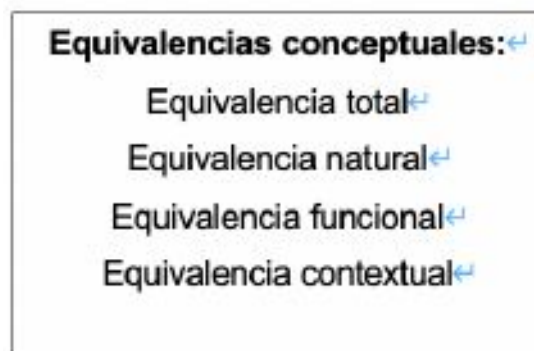 Equivalencias conceptuales:
Equivalencia total
Equivalencia natural
Equivalencia funcional
Equivalencia contextual